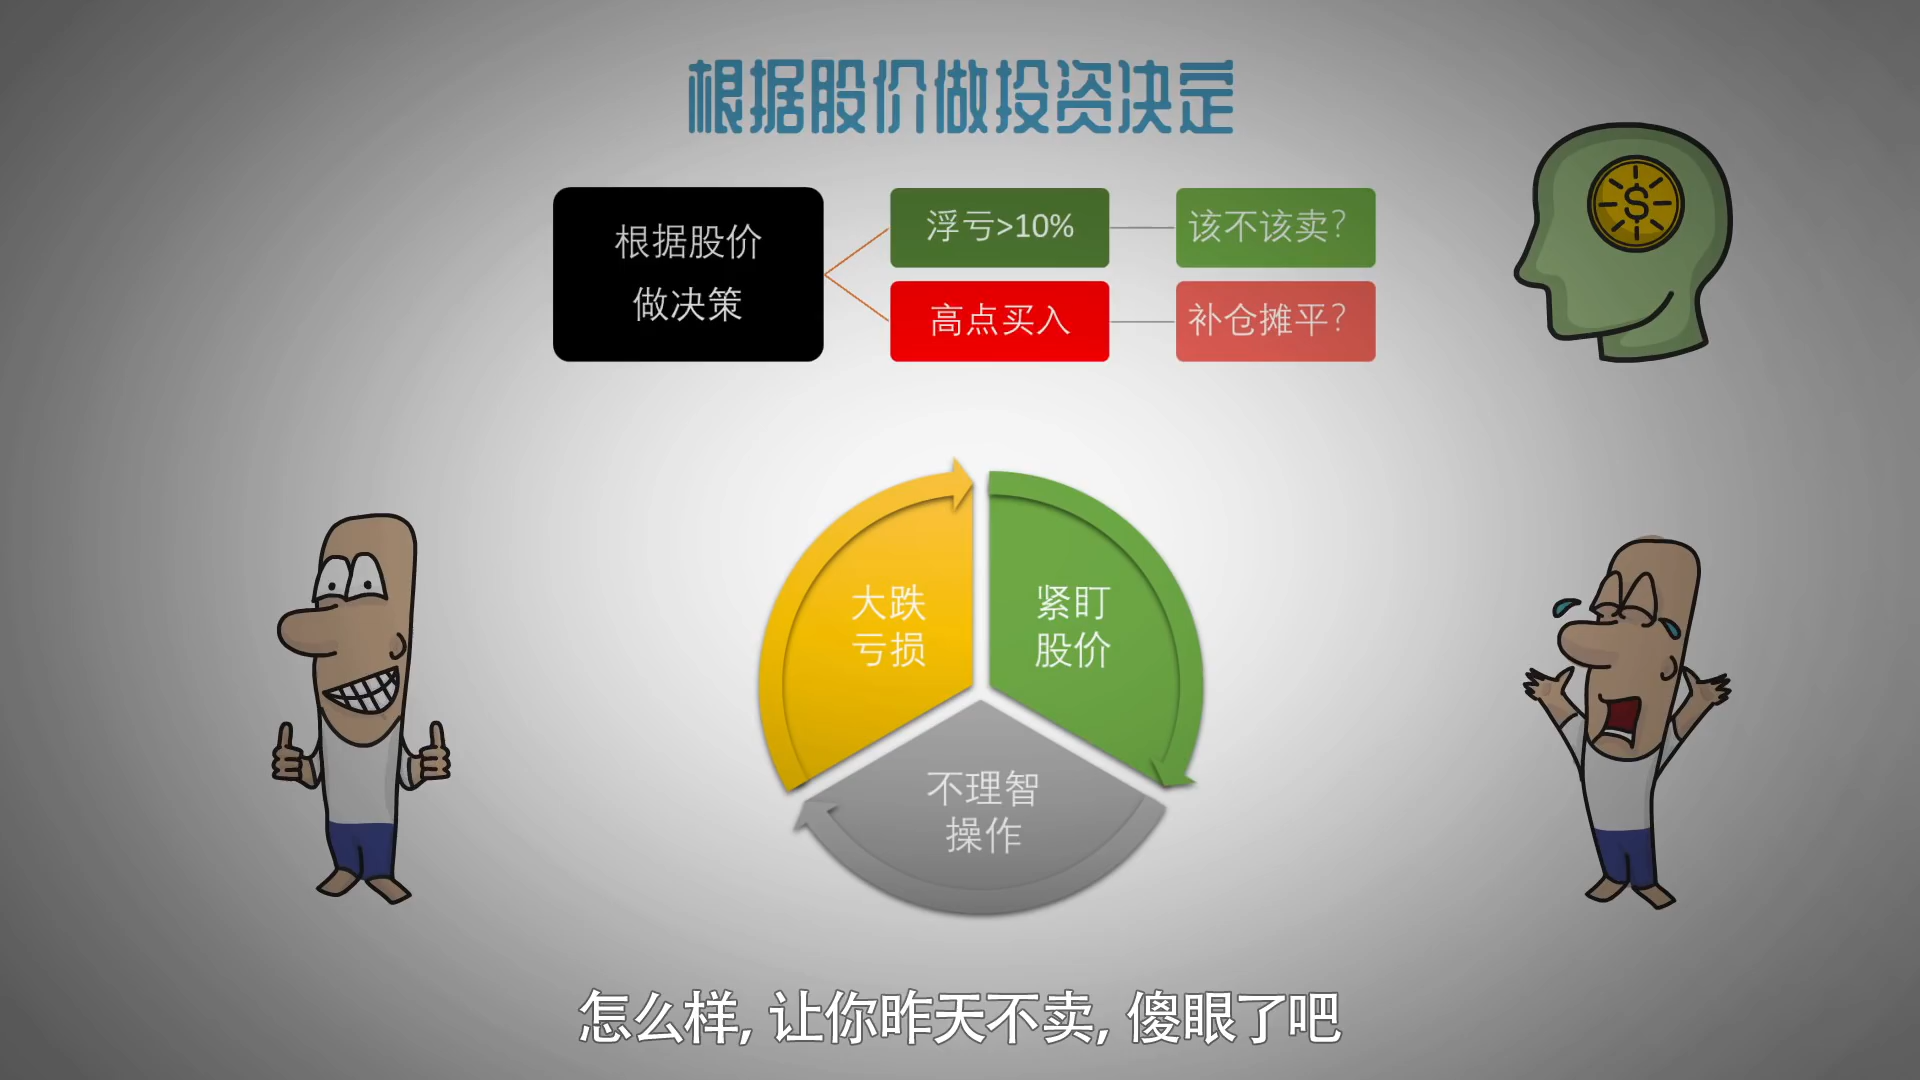 根据股价做投资决定
根据股价
做决策
浮亏>10%
该不该卖?
高点买入
补仓摊平?
$
大跌
亏损
紧盯
股价
不理智
操作
怎么样, 让你昨天不卖, 傻眼了吧